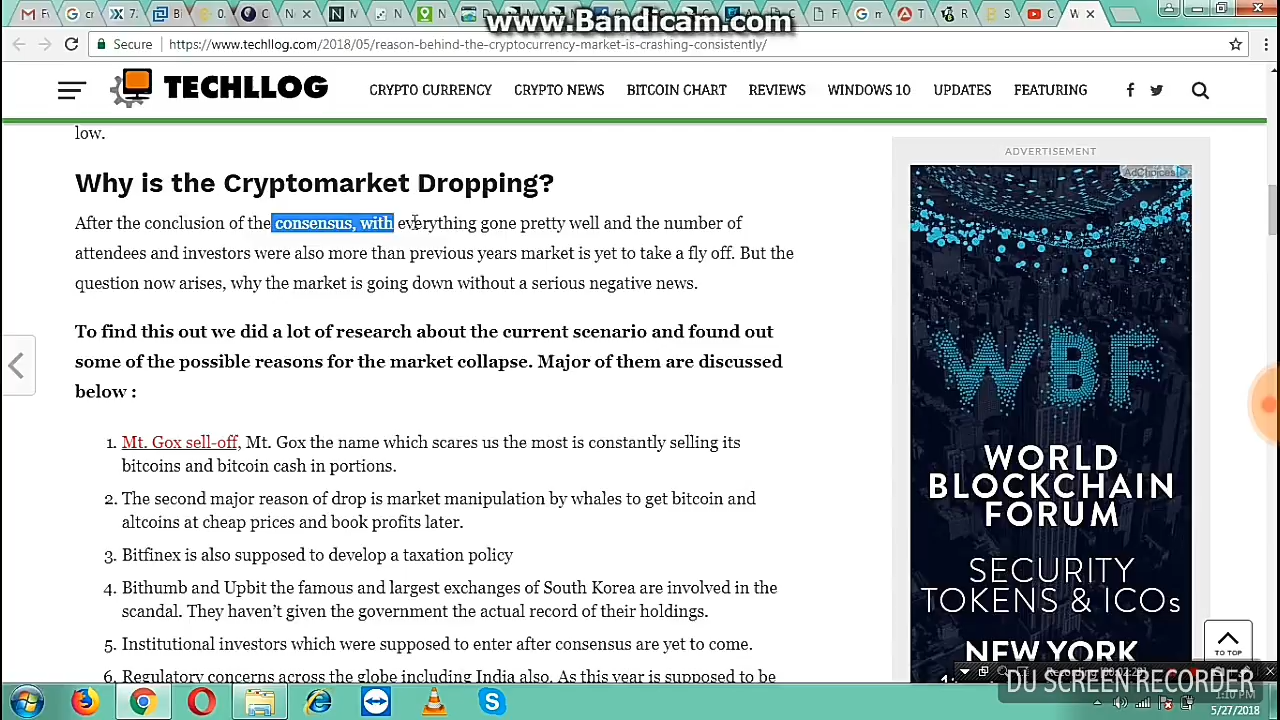 www.Bandicam.com
Secure
https://www.techllog.com/2018/05/reason-behind-the-cryptocurrency-market-is-crashing-consistently/
TECHLLOG
CRYPTO CURRENCY CRYPTO NEWS BITCOIN CHART REVIEWS WINDOWS 10 UPDATES FEATURING
low.
ADVERTISEMENT
AdChoices
Why is the Cryptomarket Dropping?
After the conclusion of the consensus, with everything gone pretty well and the number of
attendees and investors were also more than previous years market is yet to take a fly off. But the
question now arises, why the market is going down without a serious negative news.
To find this out we did a lot of research about the current scenario and found out
some of the possible reasons for the market collapse. Major of them are discussed
below :
1. Mt. Gox sell-off, Mt. Gox the name which scares us the most is constantly selling its
bitcoins and bitcoin cash in portions.
2. The second major reason of drop is market manipulation by whales to get bitcoin and
altcoins at cheap prices and book profits later.
3. Bitfinex is also supposed to develop a taxation policy
4. Bithumb and Upbit the famous and largest exchanges of South Korea are involved in the
scandal. They haven't given the government the actual record of their holdings.
5. Institutional investors which were supposed to enter after consensus are yet to come.
6. Regulatory concerns across the globe including India also. As this year is supposed to be
WBF
WORLD
BLOCKCHAIN
FORUM
SECURITY
TOKENS & ICOs
NEW YORK
TO TOP
DU SCREEN RECORDER
1:10 PM
5/27/2018